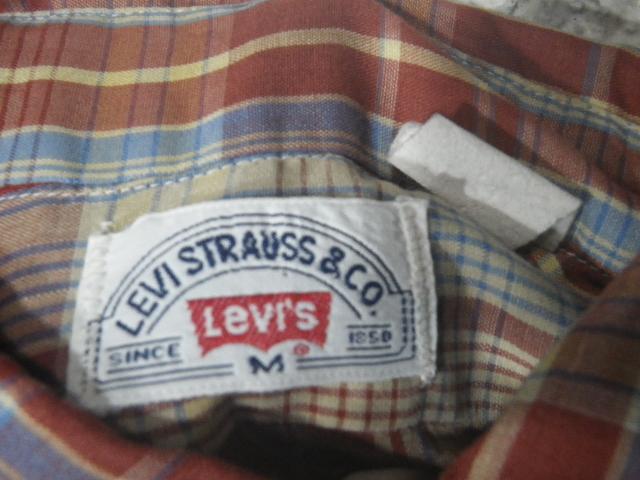 LEVI STRAUSS & CO.
LEVI'S
®
SINCE 1850
M